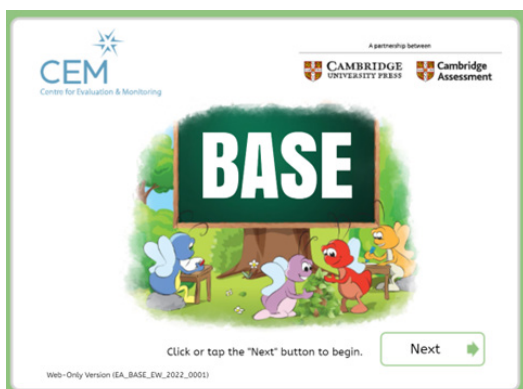 CEM
Centre for Evaluation & Monitoring
A partnership between
CAMBRIDGE
UNIVERSITY PRESS
Cambridge
Assessment
BASE
Click or tap the "Next" button to begin.
Next
Web-Only Version (EA_BASE_EW_2022_0001)